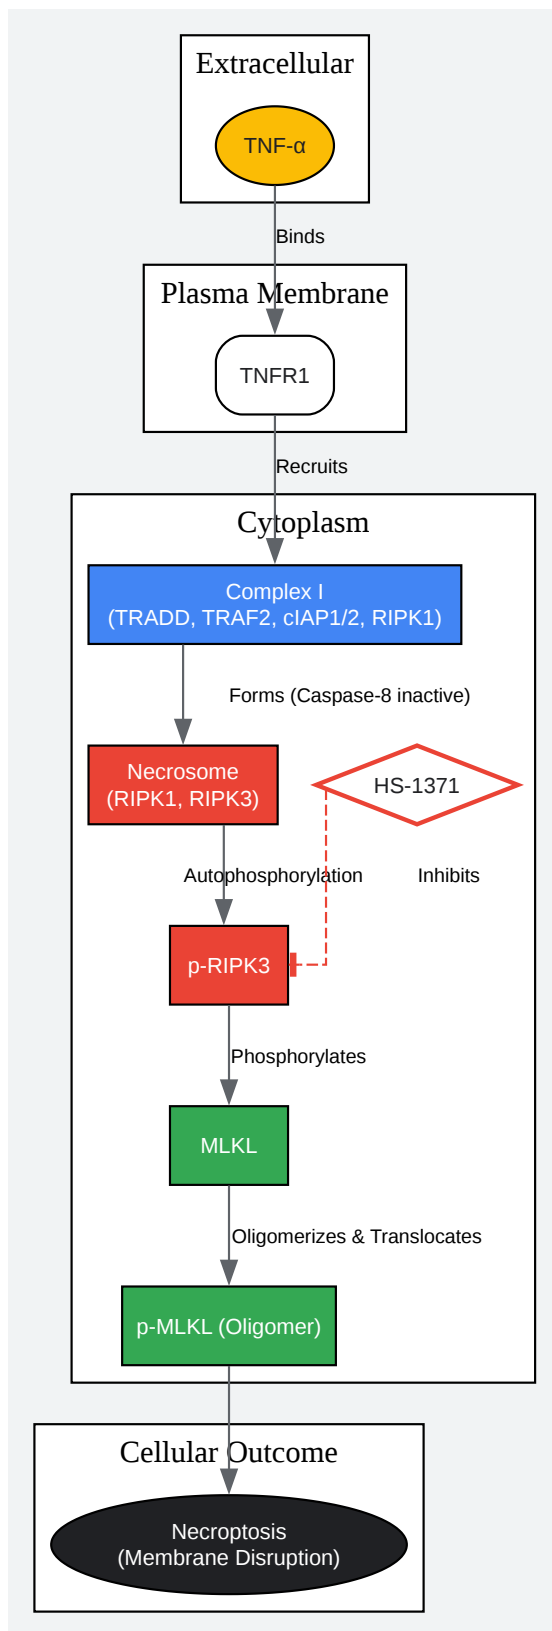 Extracellular
TNF-α
Binds
Plasma Membrane
TNFR1
Recruits
Cytoplasm
Complex I
(TRADD, TRAF2, cIAP1/2, RIPK1)
Forms (Caspase-8 inactive)
Necrosome
(RIPK1, RIPK3)
HS-1371
Autophosphorylation
Inhibits
p-RIPK3
Phosphorylates
MLKL
Oligomerizes & Translocates
p-MLKL (Oligomer)
Cellular Outcome
Necroptosis
(Membrane Disruption)